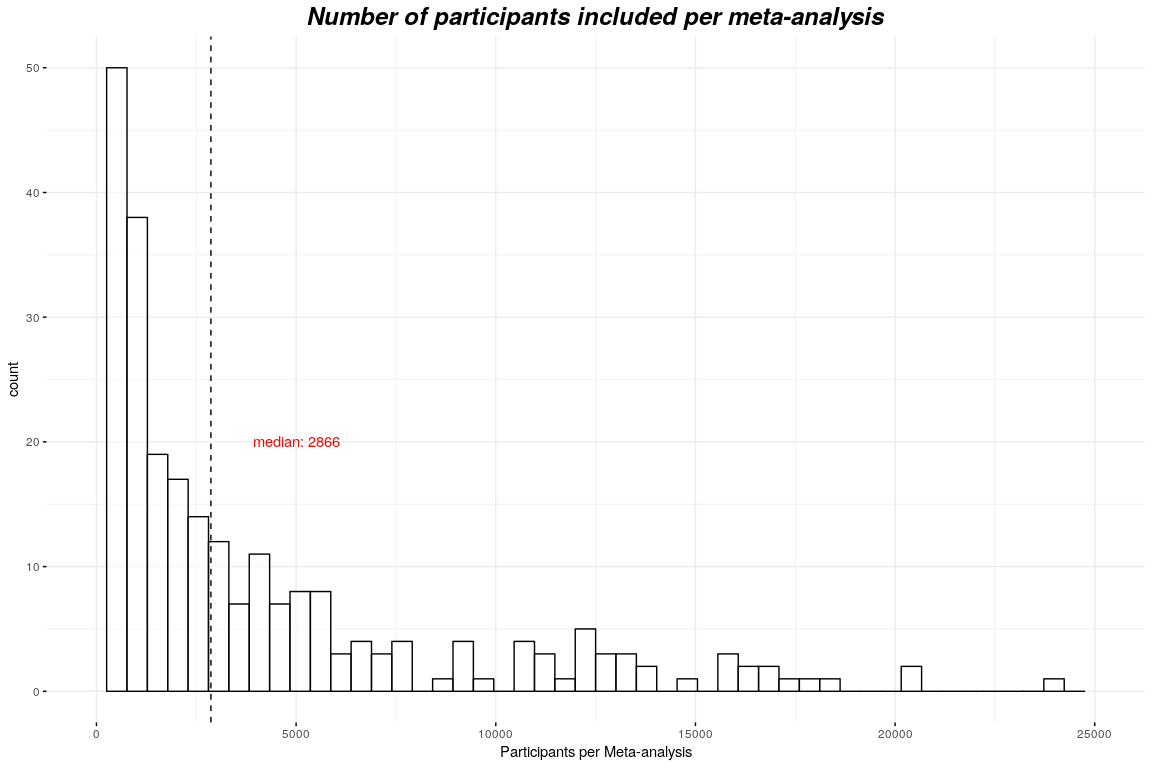 Number of participants included per meta-analysis
count
50
40
30
20
10
0
median: 2866
0 5000 10000 15000 20000 25000
Participants per Meta-analysis